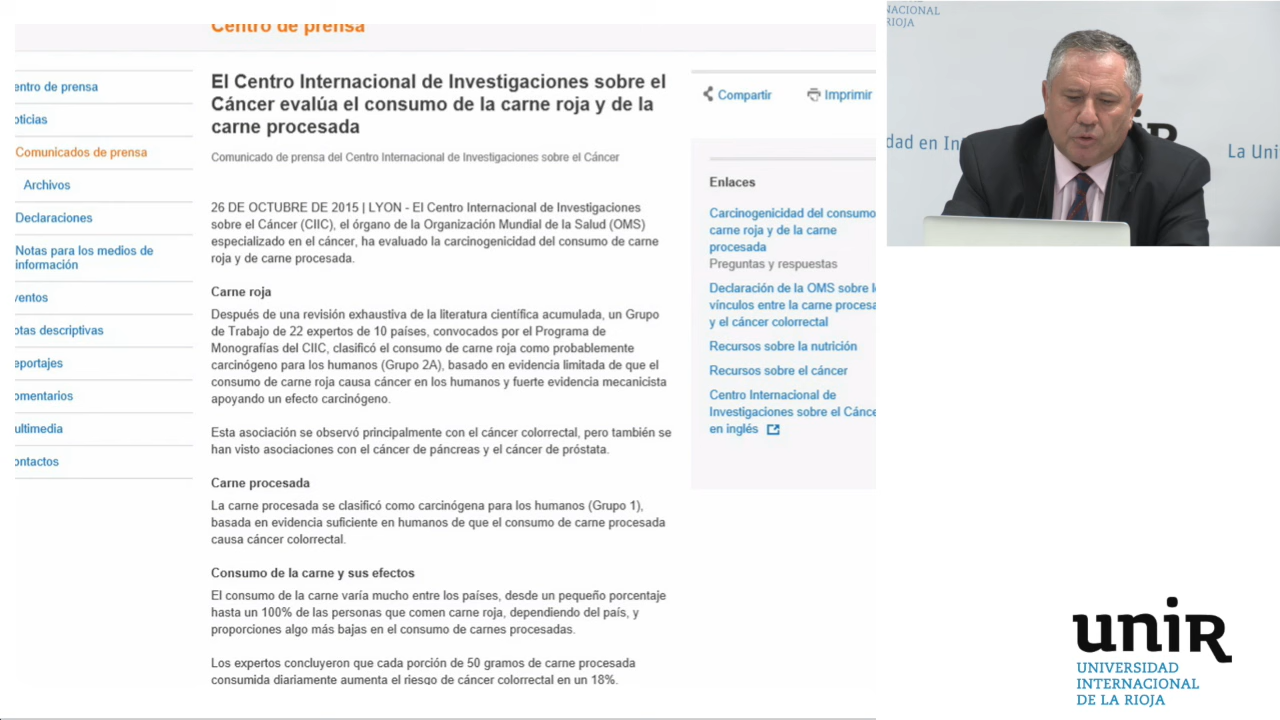 Centro de prensa
entro de prensa
oticias
Comunicados de prensa
Archivos
Declaraciones
Notas para los medios de
información
ventos
otas descriptivas
eportajes
omentarios
ultimedia
ontactos
El Centro Internacional de Investigaciones sobre el
Cáncer evalúa el consumo de la carne roja y de la
carne procesada
Comunicado de prensa del Centro Internacional de Investigaciones sobre el Cáncer
26 DE OCTUBRE DE 2015 | LYON - El Centro Internacional de Investigaciones
sobre el Cáncer (CIIC), el órgano de la Organización Mundial de la Salud (OMS)
especializado en el cáncer, ha evaluado la carcinogenicidad del consumo de carne
roja y de carne procesada.
Carne roja
Después de una revisión exhaustiva de la literatura científica acumulada, un Grupo
de Trabajo de 22 expertos de 10 países, convocados por el Programa de
Monografías del CIIC, clasificó el consumo de carne roja como probablemente
carcinógeno para los humanos (Grupo 2A), basado en evidencia limitada de que el
consumo de carne roja causa cáncer en los humanos y fuerte evidencia mecanicista
apoyando un efecto carcinógeno.
Esta asociación se observó principalmente con el cáncer colorrectal, pero también se
han visto asociaciones con el cáncer de páncreas y el cáncer de próstata.
Carne procesada
La carne procesada se clasificó como carcinógena para los humanos (Grupo 1),
basada en evidencia suficiente en humanos de que el consumo de carne procesada
causa cáncer colorrectal.
Consumo de la carne y sus efectos
El consumo de la carne varía mucho entre los países, desde un pequeño porcentaje
hasta un 100% de las personas que comen carne roja, dependiendo del país, y
proporciones algo más bajas en el consumo de carnes procesadas.
Los expertos concluyeron que cada porción de 50 gramos de carne procesada
consumida diariamente aumenta el riesgo de cáncer colorrectal en un 18%.
Compartir
Imprimir
Enlaces
Carcinogenicidad del consumo
carne roja y de la carne
procesada
Preguntas y respuestas
Declaración de la OMS sobre l
vínculos entre la carne procesa
y el cáncer colorrectal
Recursos sobre la nutrición
Recursos sobre el cáncer
Centro Internacional de
Investigaciones sobre el Cánce
en inglés
NACIONAL
RIOJA
dad en In
iR
La Uni
unir
UNIVERSIDAD
INTERNACIONAL
DE LA RIOJA